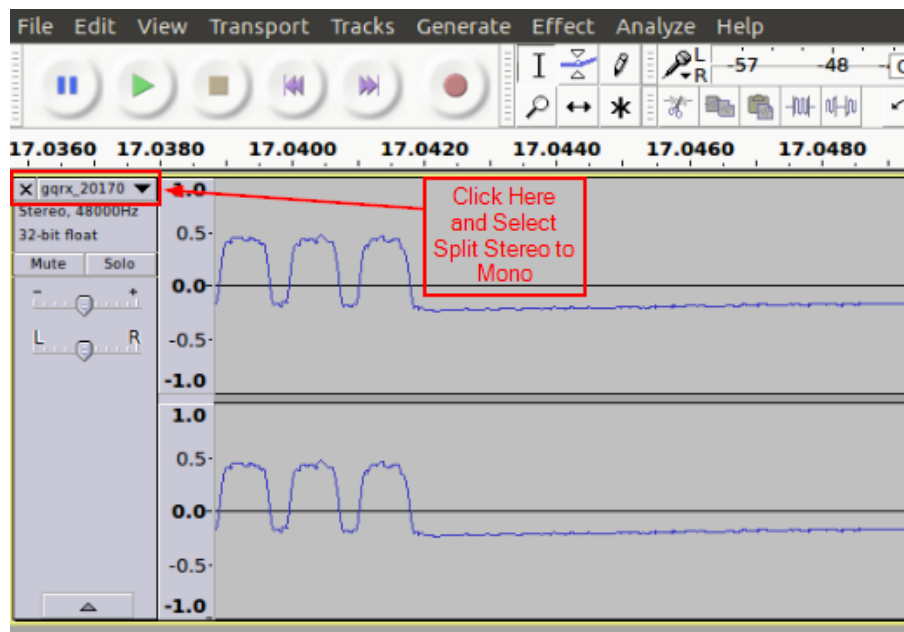 File Edit View Transport Tracks Generate Effect Analyze Help
L
R
-57 -48
17.0360 17.0380 17.0400 17.0420 17.0440 17.0460 17.0480
gqrx_20170
Stereo, 48000Hz
32-bit float
Mute Solo
- +
L R
1.0
0.5
0.0
-0.5
-1.0
Click Here
and Select
Split Stereo to
Mono
1.0
0.5
0.0
-0.5
-1.0